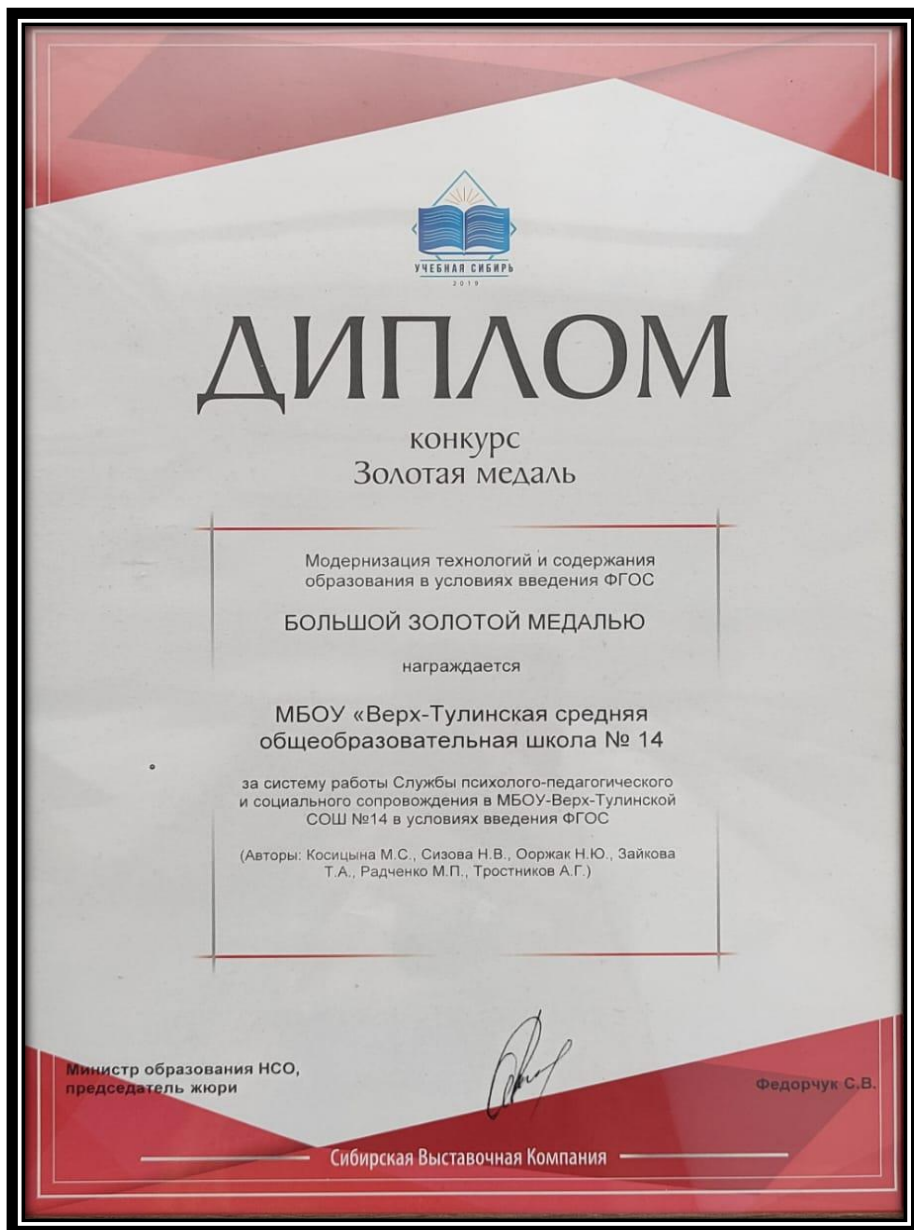 УЧЕБНАЯ СИБИРЬ
2019
ДИПЛОМ
конкурс
Золотая медаль
Модернизация технологий и содержания
образования в условиях введения ФГОС
БОЛЬШОЙ ЗОЛОТОЙ МЕДАЛЬЮ
награждается
МБОУ «Верх-Тулинская средняя
общеобразовательная школа № 14
за систему работы Службы психолого-педагогического
и социального сопровождения в МБОУ-Верх-Тулинской
СОШ №14 в условиях введения ФГОС
(Авторы: Косицына М.С., Сизова Н.В., Ооржак Н.Ю., Зайкова
Т.А., Радченко М.П., Тростников А.Г.)
Министр образования НСО,
председатель жюри
Федорчук С.В.
Сибирская Выставочная Компания